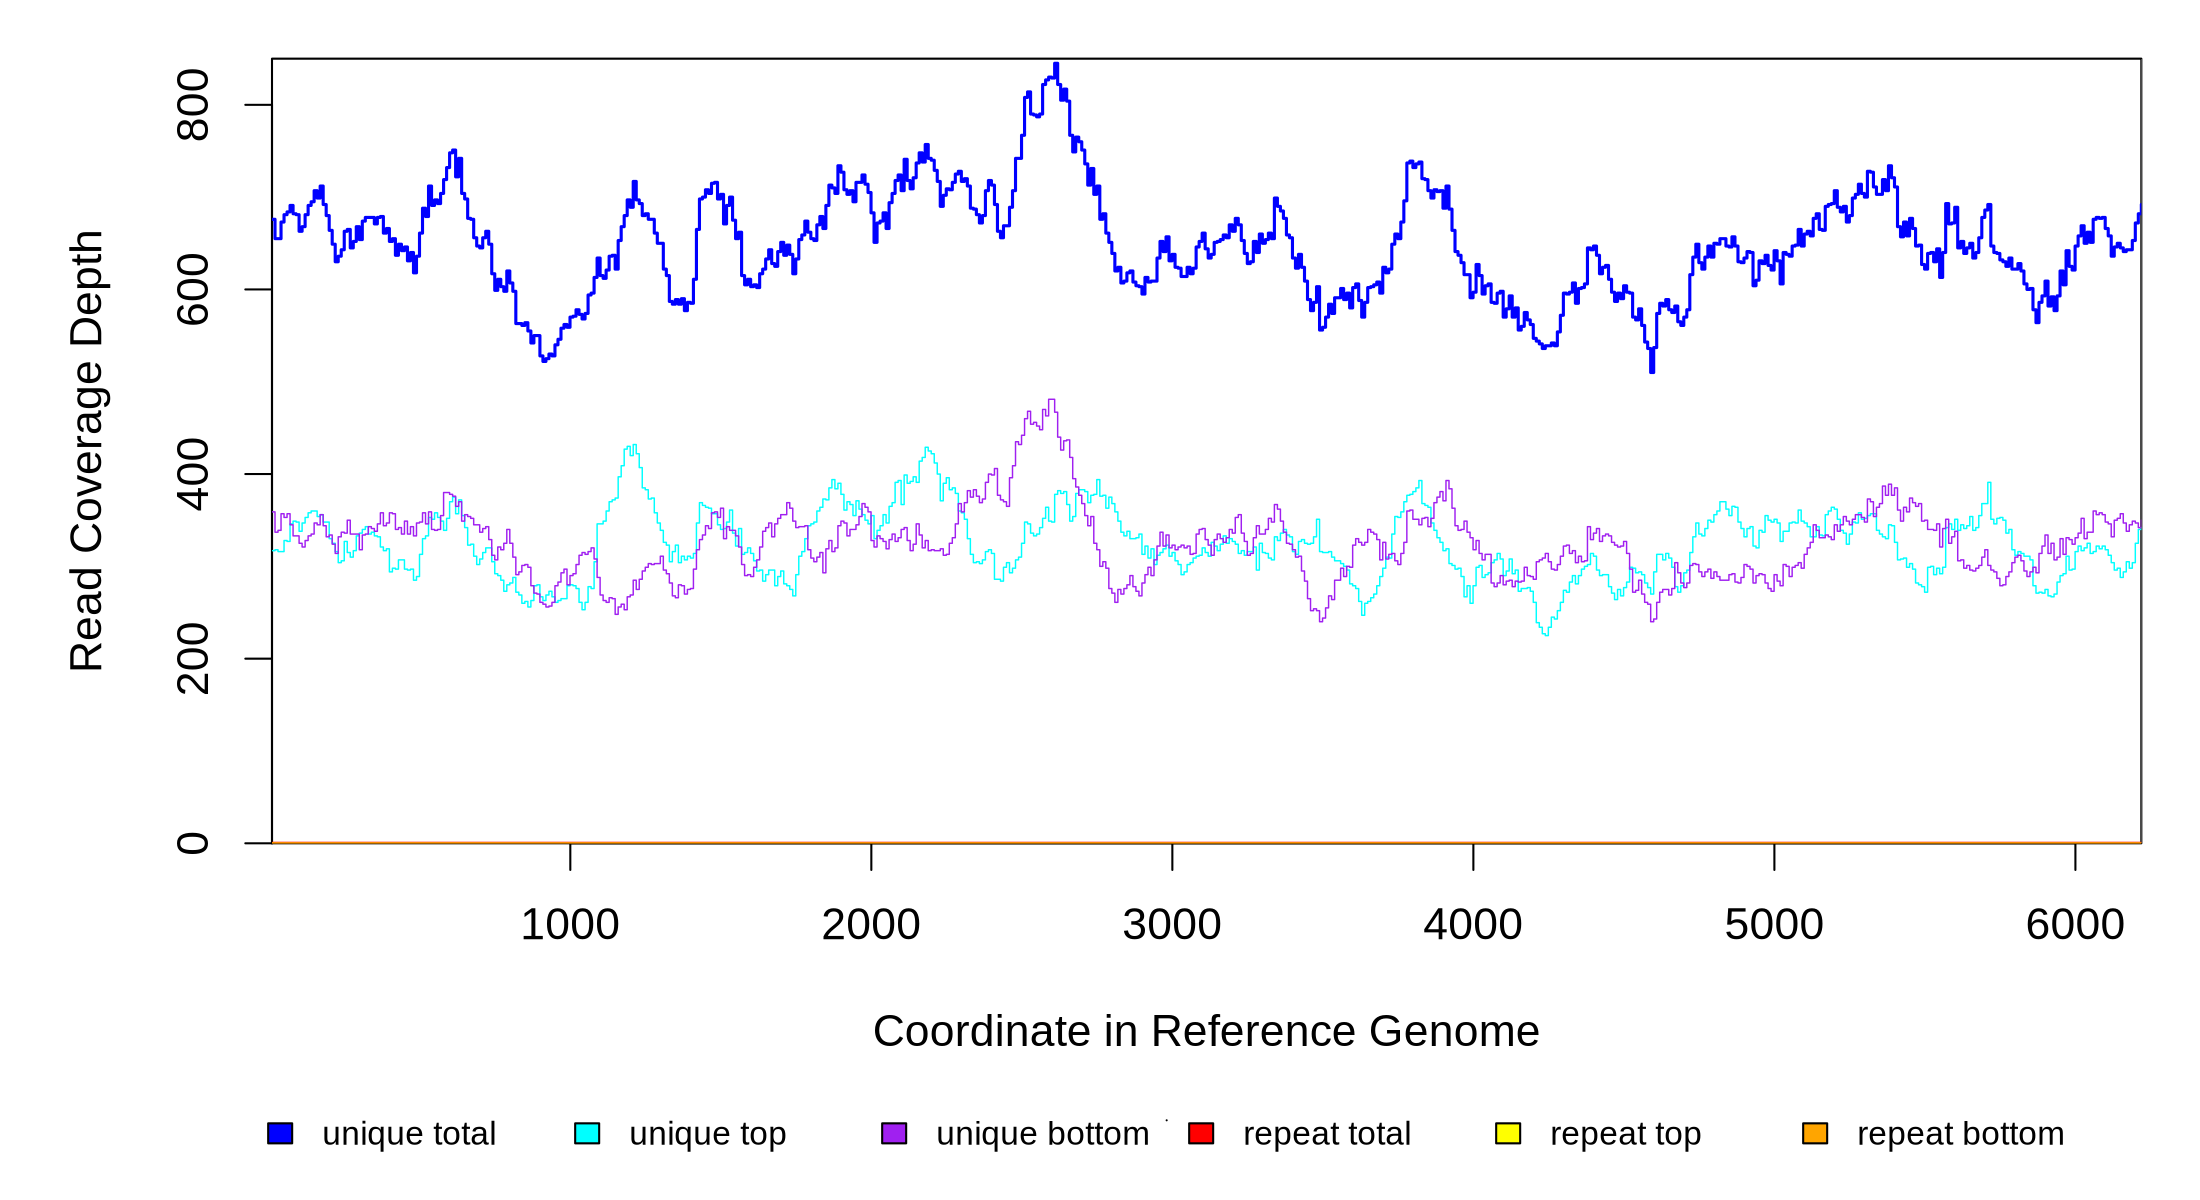 800
600
400
200
0
Read Coverage Depth
1000 2000 3000 4000 5000 6000
Coordinate in Reference Genome
unique total unique top unique bottom repeat total repeat top repeat bottom